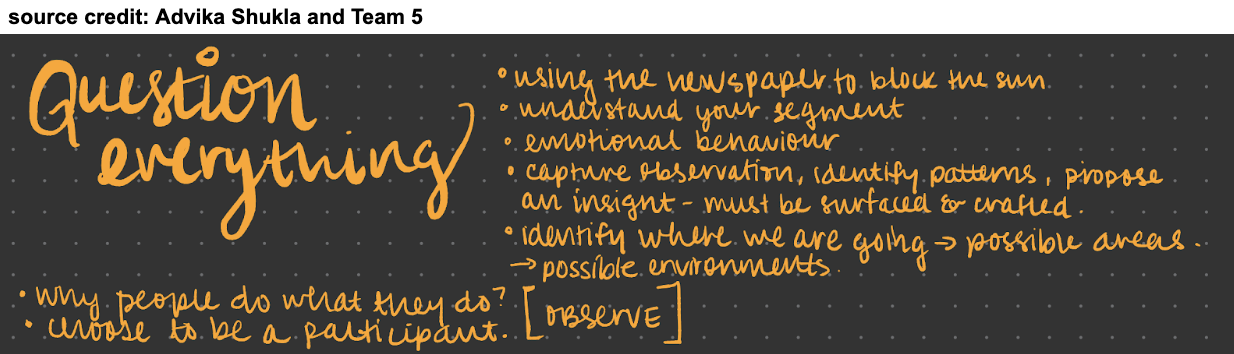 source credit: Advika Shukla and Team 5
Question
everything
• using the newspaper to block the sun
• understand your segment
• emotional behaviour
• capture observation, identify patterns, propose
an insight - must be surfaced & crafted.
• identify where we are going → possible areas.
→ possible environments.
• why people do what they do?
• choose to be a participant.
[OBSERVE]